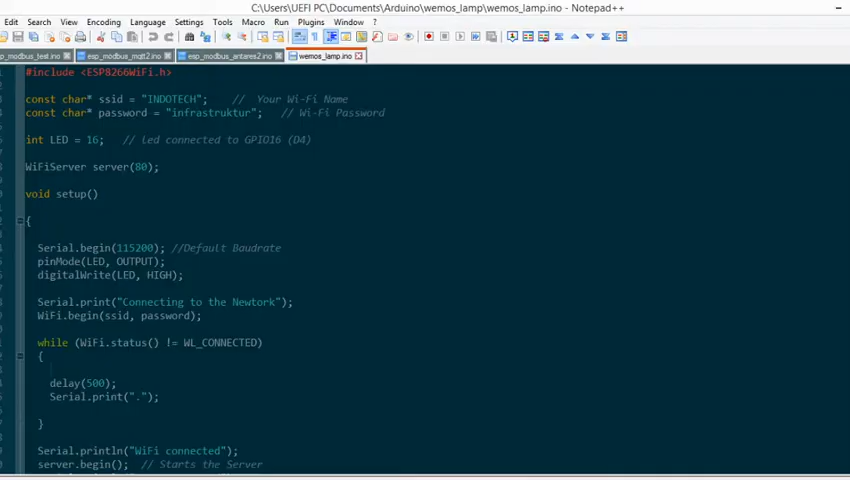 C:\Users\UEFI PC\Documents\Arduino\wemos_lamp\wemos_lamp.ino - Notepad++
Edit Search View Encoding Language Settings Tools Macro Run Plugins Window ?
p_modbus_test.ino esp_modbus_mqtt2.ino esp_modbus_antares2.ino wemos_lamp.ino
#include <ESP8266WiFi.h>
const char* ssid = "INDOTECH"; // Your Wi-Fi Name
const char* password = "infrastruktur"; // Wi-Fi Password
int LED = 16; // led connected to GPIO16 (D4)
WiFiServer server(80);
void setup()
{
Serial.begin(115200); //Default Baudrate
pinMode(LED, OUTPUT);
digitalWrite(LED, HIGH);
Serial.print("Connecting to the Newtork");
WiFi.begin(ssid, password);
while (WiFi.status() != WL_CONNECTED)
{
delay(500);
Serial.print(".");
}
Serial.println("WiFi connected");
server.begin(); // Starts the Server